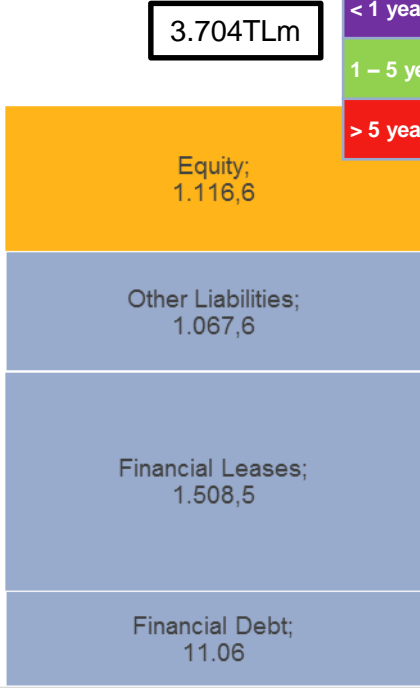 3.704TLm
< 1 yea
1 – 5 ye
> 5 yea
Equity;
1.116,6
Other Liabilities;
1.067,6
Financial Leases;
1.508,5
Financial Debt;
11.06